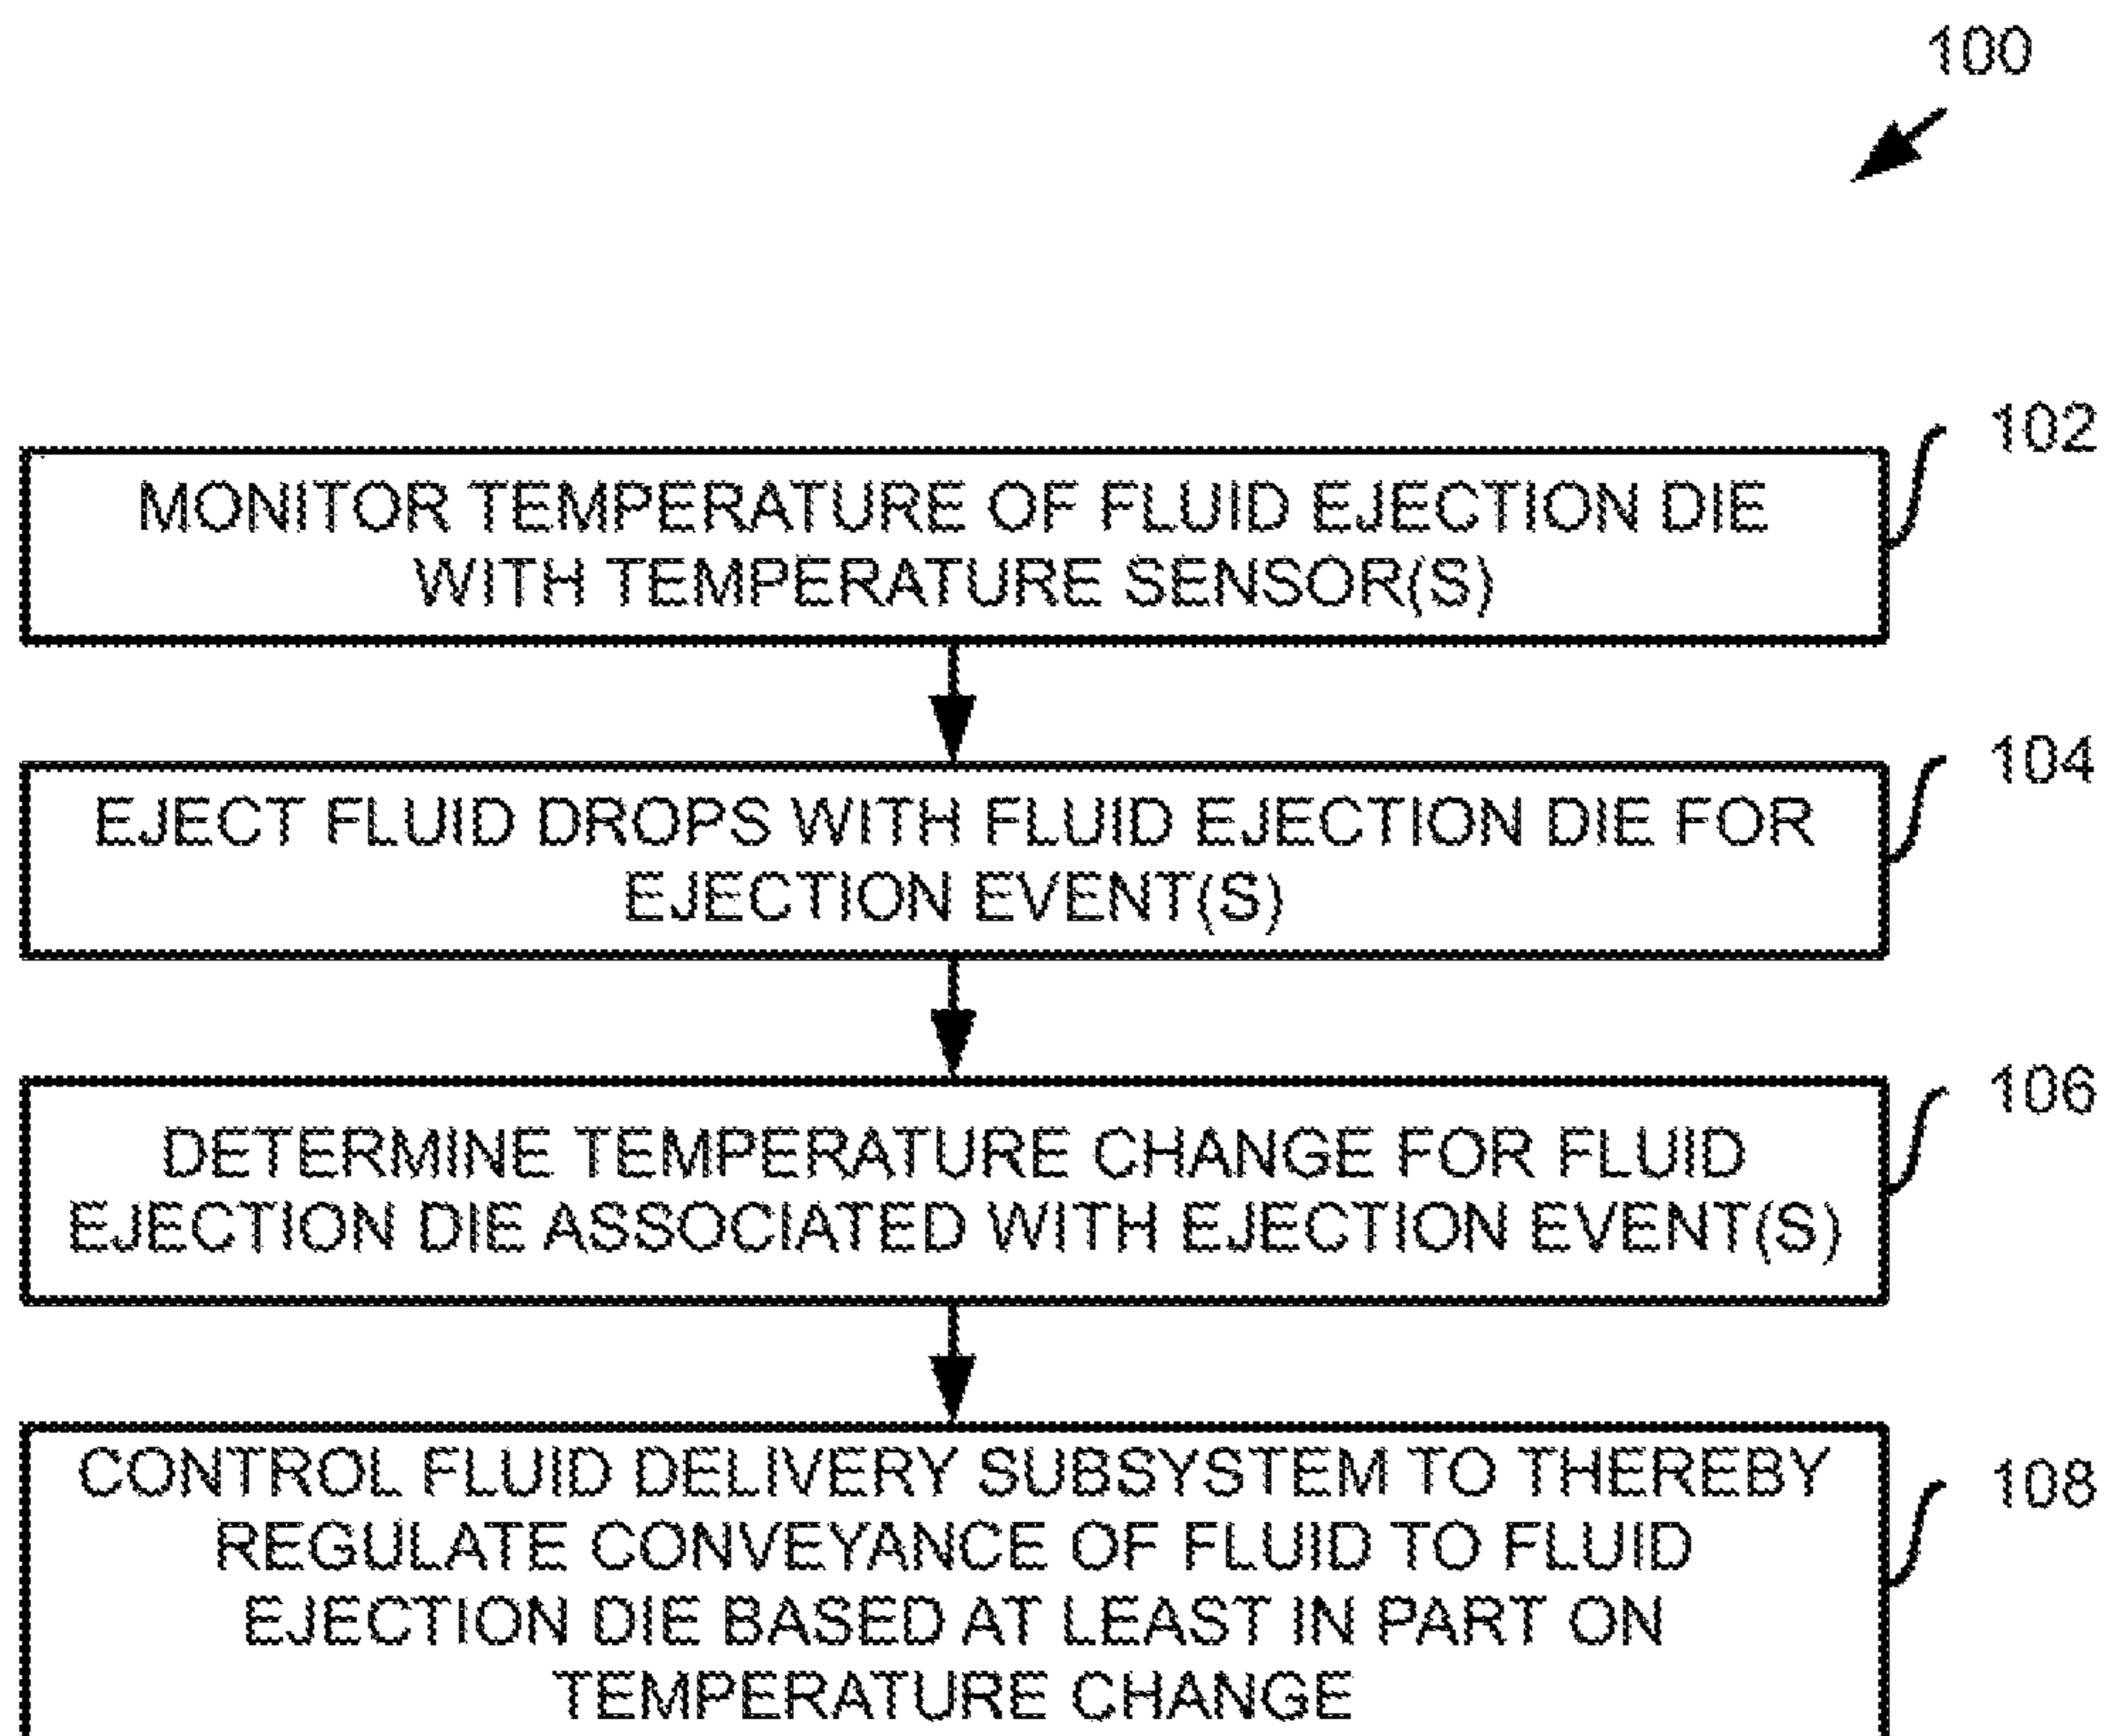 100
102
MONITOR TEMPERATURE OF FLUID EJECTION DIE
WITH TEMPERATURE SENSOR(S)
104
EJECT FLUID DROPS WITH FLUID EJECTION DIE FOR
EJECTION EVENT(S)
106
DETERMINE TEMPERATURE CHANGE FOR FLUID
EJECTION DIE ASSOCIATED WITH EJECTION EVENT(S)
108
CONTROL FLUID DELIVERY SUBSYSTEM TO THEREBY
REGULATE CONVEYANCE OF FLUID TO FLUID
EJECTION DIE BASED AT LEAST IN PART ON
TEMPERATURE CHANGE